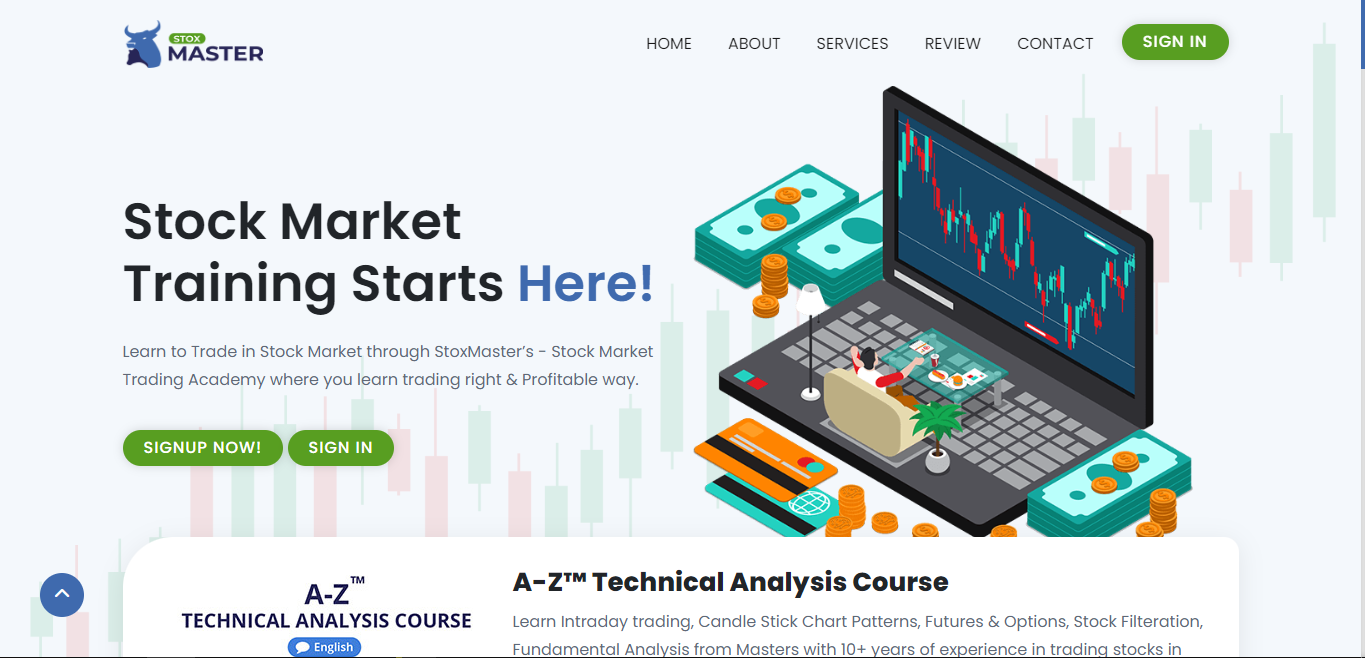 STOX
MASTER
HOME ABOUT SERVICES REVIEW CONTACT SIGN IN
Stock Market
Training Starts Here!
Learn to Trade in Stock Market through StoxMaster’s - Stock Market
Trading Academy where you learn trading right & Profitable way.
SIGNUP NOW! SIGN IN
A-Z™
TECHNICAL ANALYSIS COURSE
English
A-Z™ Technical Analysis Course
Learn Intraday trading, Candle Stick Chart Patterns, Futures & Options, Stock Filteration,
Fundamental Analysis from Masters with 10+ years of experience in trading stocks in